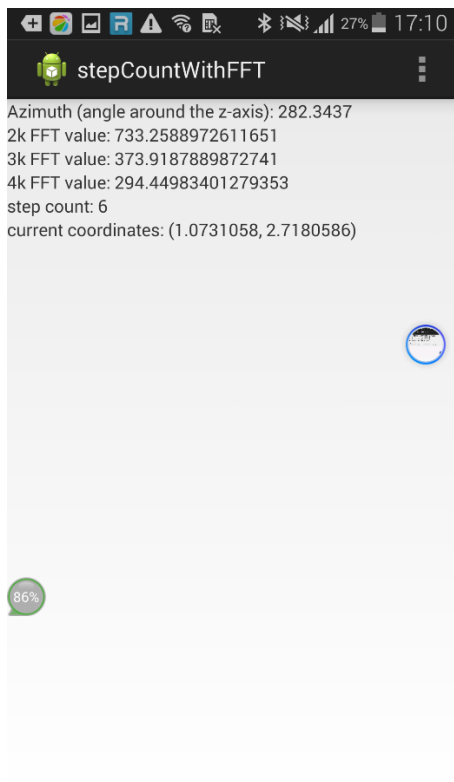 27% 17:10
stepCountWithFFT
Azimuth (angle around the z-axis): 282.3437
2k FFT value: 733.2588972611651
3k FFT value: 373.9187889872741
4k FFT value: 294.44983401279353
step count: 6
current coordinates: (1.0731058, 2.7180586)
86%